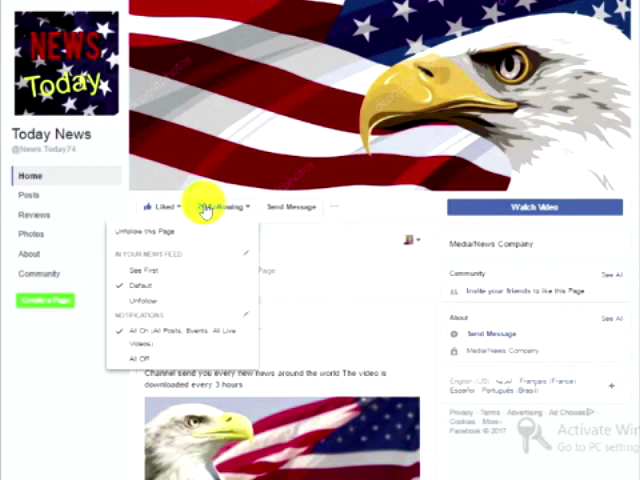 NEWS
Today
Today News
@News.Today74
Home
Posts
Reviews
Photos
About
Community
Create a Page
Liked
Following
Send Message
...
Watch Video
Unfollow this Page
IN YOUR NEWS FEED
See First
Default
Unfollow
NOTIFICATIONS
All On (All Posts, Events, All Live
Videos)
All Off
Page
Channel send you every new news around the world The video is
downloaded every 3 hours
Media/News Company
Community
See All
Invite your friends to like this Page
About
See All
Send Message
Media/News Company
English (US) · العربية · Français (France)
Español · Português (Brasil)
Privacy · Terms · Advertising · Ad Choices
Cookies · More
Facebook © 2017
Activate Win
Go to PC setting